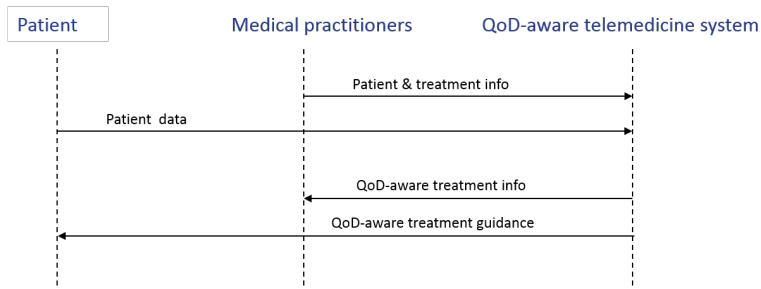 Patient
Medical practitioners
QoD-aware telemedicine system
Patient & treatment info
Patient data
QoD-aware treatment info
QoD-aware treatment guidance